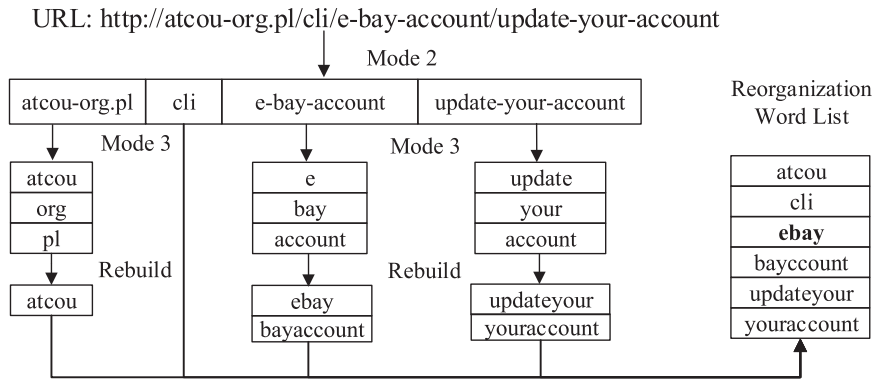 URL: http://atcou-org.pl/cli/e-bay-account/update-your-account
Mode 2
atcou-org.pl cli e-bay-account update-your-account
Reorganization
Word List
Mode 3 Mode 3
atcou e update atcou
org bay your cli
pl account account ebay
Rebuild Rebuild bayccount
atcou ebay updateyour updateyour
bayaccount youraccount youraccount